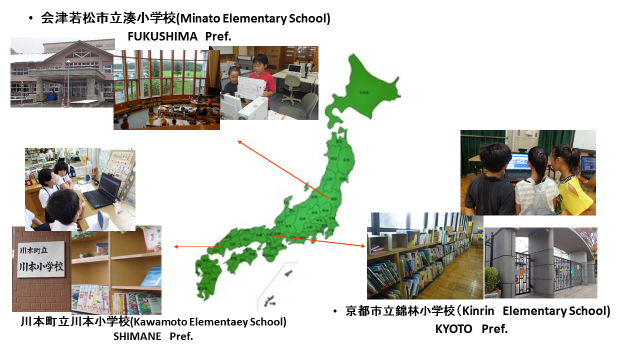 • 会津若松市立湊小学校(Minato Elementary School)
FUKUSHIMA Pref.
川本町立
川本小学校
川本町立川本小学校(Kawamoto Elementaey School)
SHIMANE Pref.
• 京都市立錦林小学校(Kinrin Elementary School)
KYOTO Pref.